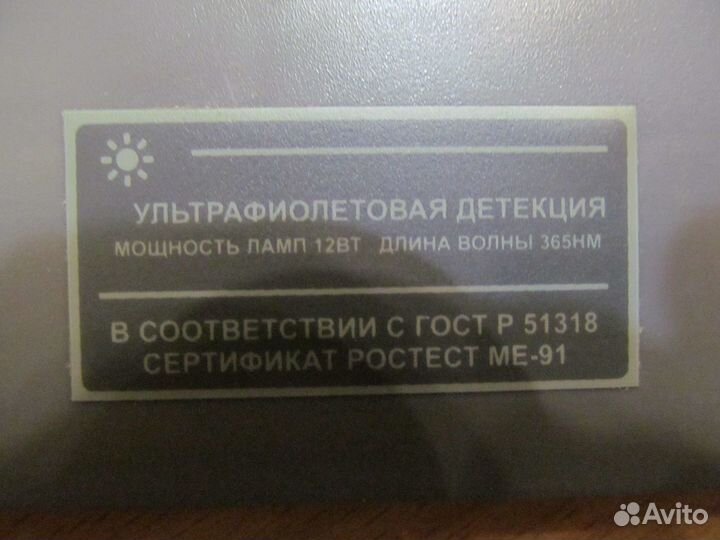 УЛЬТРАФИОЛЕТОВАЯ ДЕТЕКЦИЯ
МОЩНОСТЬ ЛАМП 12ВТ ДЛИНА ВОЛНЫ 365НМ
В СООТВЕТСТВИИ С ГОСТ Р 51318
СЕРТИФИКАТ РОСТЕСТ МЕ-91
Avito